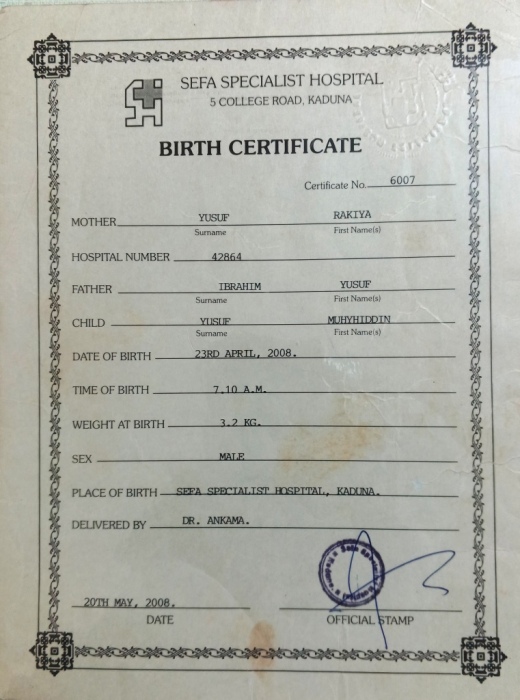 SEFA SPECIALIST HOSPITAL
5 COLLEGE ROAD, KADUNA
BIRTH CERTIFICATE
Certificate No. 6007
MOTHER YUSUF RAKIYA
Surname First Name(s)
HOSPITAL NUMBER 42864
FATHER IBRAHIM YUSUF
Surname First Name(s)
CHILD YUSUF MUHYHIDDIN
Surname First Name(s)
DATE OF BIRTH 23RD APRIL, 2008.
TIME OF BIRTH 7.10 A.M.
WEIGHT AT BIRTH 3.2 KG.
SEX MALE
PLACE OF BIRTH SEFA SPECIALIST HOSPITAL, KADUNA.
DELIVERED BY DR. ANKAMA.
20TH MAY, 2008.
DATE OFFICIAL STAMP